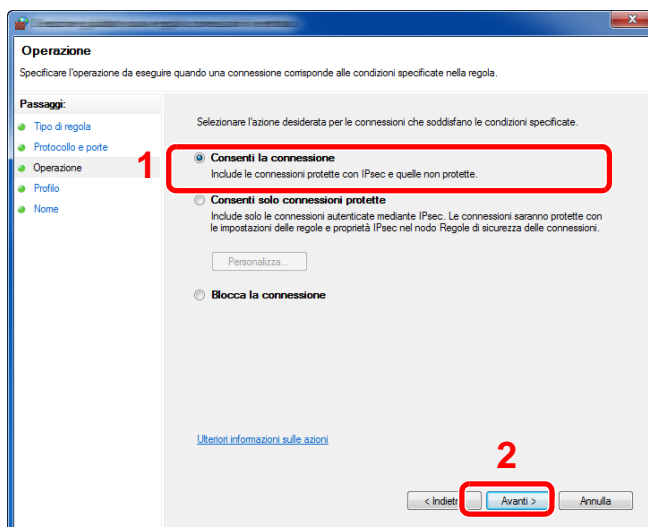 Operazione
Specificare l'operazione da eseguire quando una connessione corrisponde alle condizioni specificate nella regola.
Passaggi:
Tipo di regola
Protocollo e porte
Operazione
Profilo
Nome
Selezionare l'azione desiderata per le connessioni che soddisfano le condizioni specificate.
1
Consenti la connessione
Include le connessioni protette con IPsec e quelle non protette.
Consenti solo connessioni protette
Include solo le connessioni autenticate mediante IPsec. Le connessioni saranno protette con
le impostazioni delle regole e proprietà IPsec nel nodo Regole di sicurezza delle connessioni.
Personalizza...
Blocca la connessione
Ulteriori informazioni sulle azioni
2
< Indietr
Avanti >
Annulla